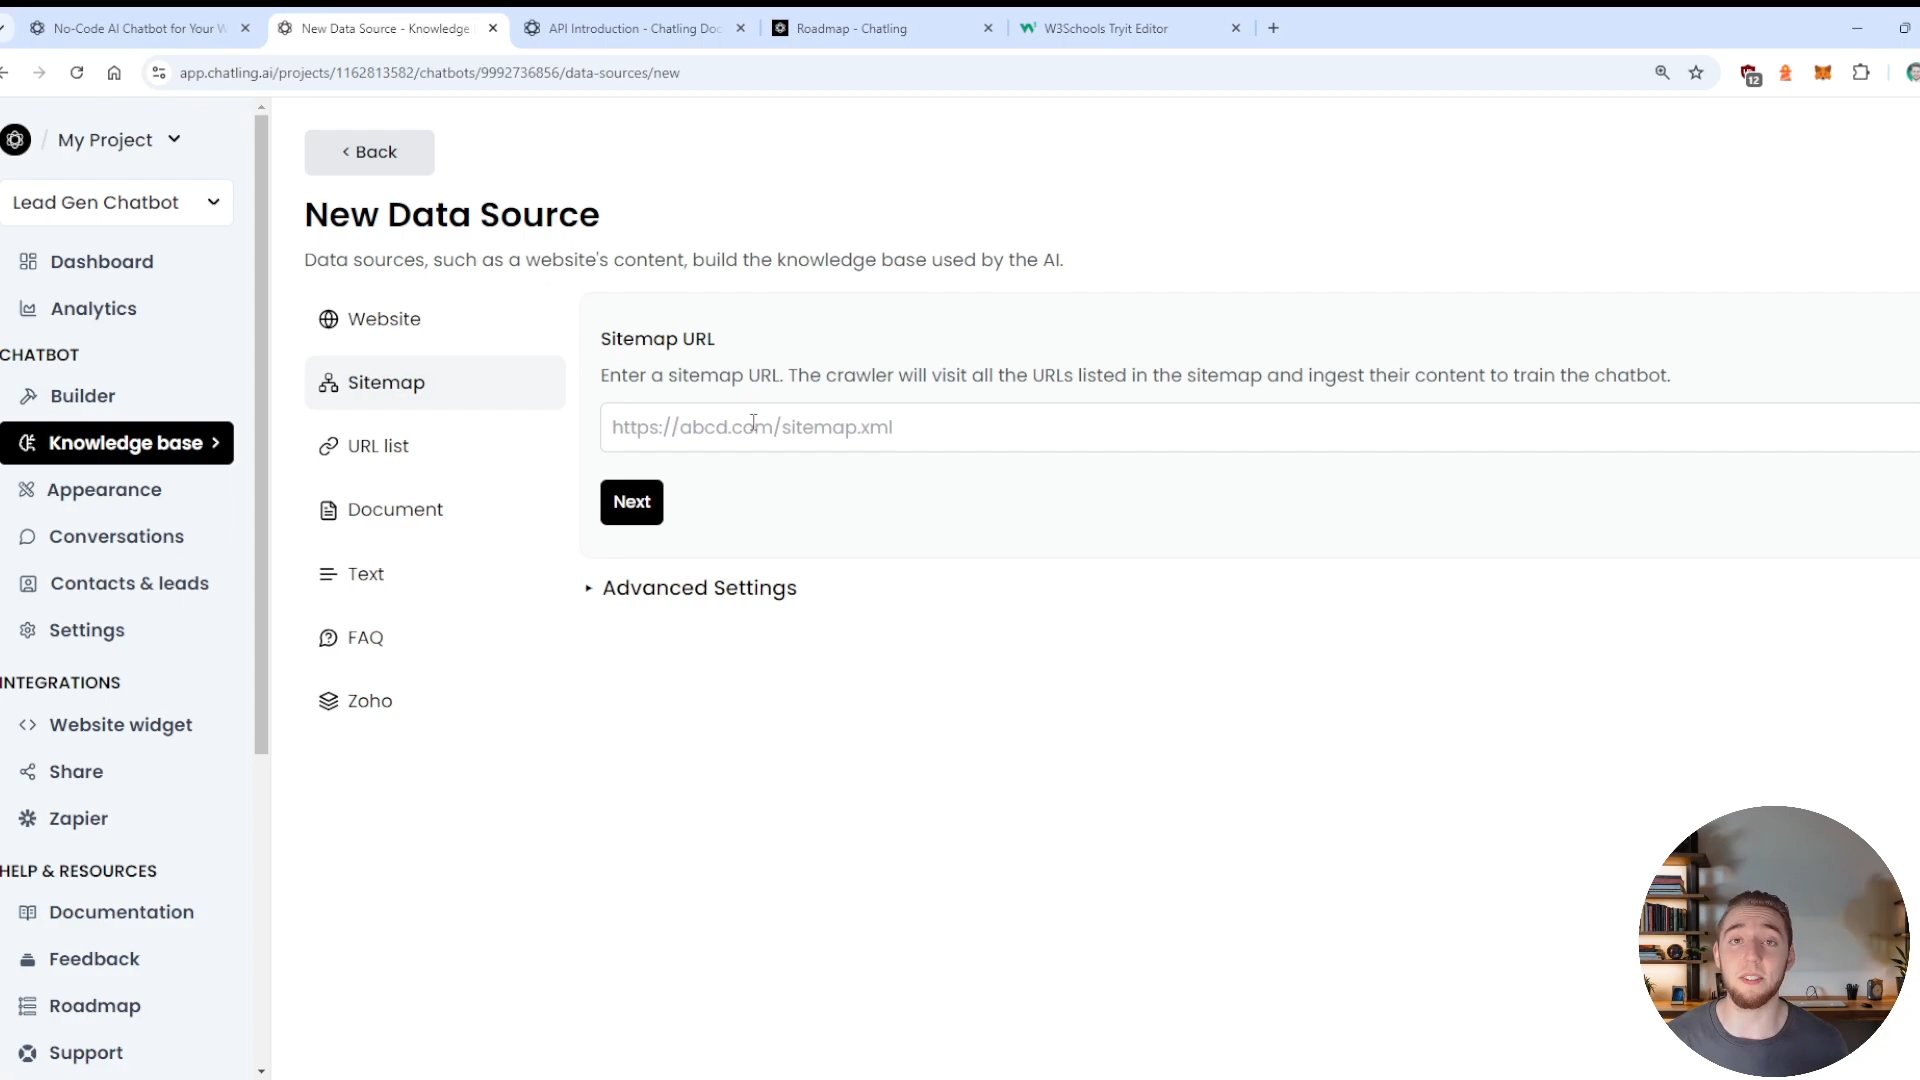 No-Code AI Chatbot for Your W
New Data Source - Knowledge
API Introduction - Chatling Doc
Roadmap - Chatling
W3Schools Tryit Editor
app.chatling.ai/projects/1162813582/chatbots/9992736856/data-sources/new
12
/ My Project
Lead Gen Chatbot
Dashboard
Analytics
CHATBOT
Builder
Knowledge base >
Appearance
Conversations
Contacts & leads
Settings
INTEGRATIONS
Website widget
Share
Zapier
HELP & RESOURCES
Documentation
Feedback
Roadmap
Support
< Back
New Data Source
Data sources, such as a website's content, build the knowledge base used by the AI.
Website
Sitemap
URL list
Document
Text
FAQ
Zoho
Sitemap URL
Enter a sitemap URL. The crawler will visit all the URLs listed in the sitemap and ingest their content to train the chatbot.
https://abcd.com/sitemap.xml
Next
Advanced Settings